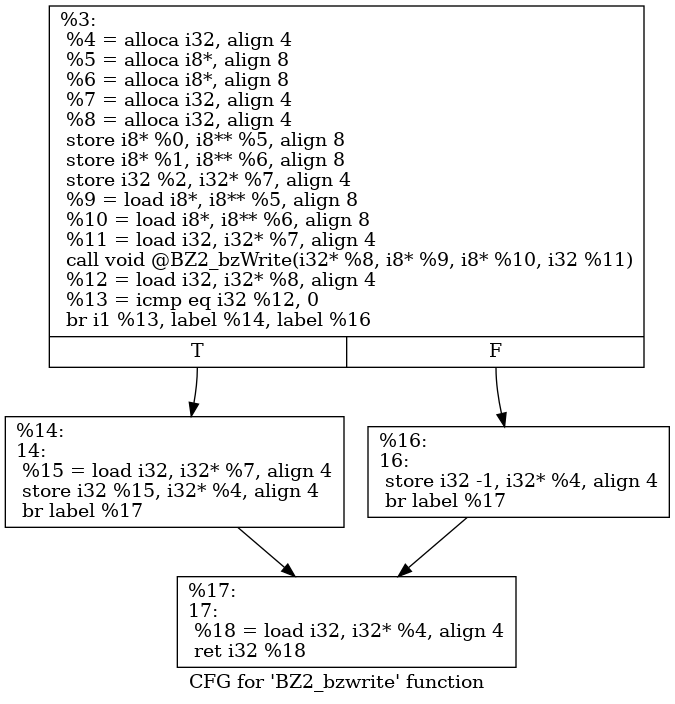 %3:
%4 = alloca i32, align 4
%5 = alloca i8*, align 8
%6 = alloca i8*, align 8
%7 = alloca i32, align 4
%8 = alloca i32, align 4
store i8* %0, i8** %5, align 8
store i8* %1, i8** %6, align 8
store i32 %2, i32* %7, align 4
%9 = load i8*, i8** %5, align 8
%10 = load i8*, i8** %6, align 8
%11 = load i32, i32* %7, align 4
call void @BZ2_bzWrite(i32* %8, i8* %9, i8* %10, i32 %11)
%12 = load i32, i32* %8, align 4
%13 = icmp eq i32 %12, 0
br i1 %13, label %14, label %16
T
F
%14:
14:
%15 = load i32, i32* %7, align 4
store i32 %15, i32* %4, align 4
br label %17
%16:
16:
store i32 -1, i32* %4, align 4
br label %17
%17:
17:
%18 = load i32, i32* %4, align 4
ret i32 %18
CFG for 'BZ2_bzwrite' function